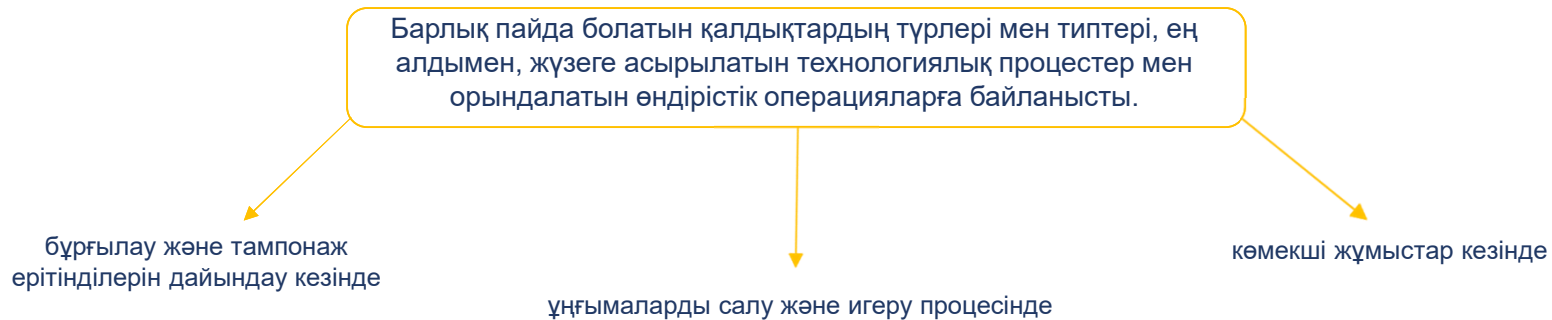 Барлық пайда болатын қалдықтардың түрлері мен типтері, ең
алдымен, жүзеге асырылатын технологиялық процестер мен
орындалатын өндірістік операцияларға байланысты.
бұрғылау және тампонаж
ерітінділерін дайындау кезінде
ұңғымаларды салу және игеру процесінде
көмекші жұмыстар кезінде